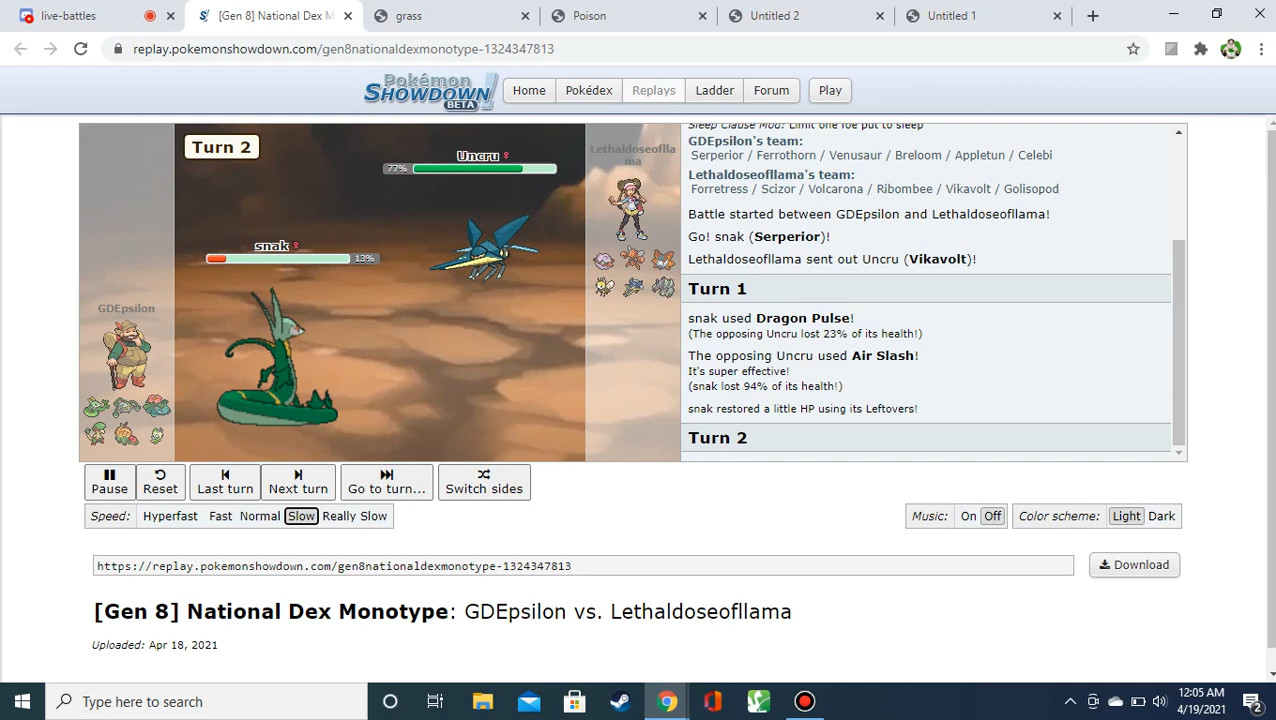 live-battles
[Gen 8] National Dex M
grass
Poison
Untitled 2
Untitled 1
replay.pokemonshowdown.com/gen8nationaldexmonotype-1324347813
Pokémon
SHOWDOWN!
BETA
Home
Pokédex
Replays
Ladder
Forum
Play
Turn 2
Uncru ♀
77%
snak ♀
13%
GDEpsilon
Lethaldoseoflla
ma
Sleep Clause Mod: Limit one foe put to sleep
GDEpsilon's team:
Serperior / Ferrothorn / Venusaur / Breloom / Appletun / Celebi
Lethaldoseofllama's team:
Forretress / Scizor / Volcarona / Ribombee / Vikavolt / Golisopod
Battle started between GDEpsilon and Lethaldoseofllama!
Go! snak (Serperior)!
Lethaldoseofllama sent out Uncru (Vikavolt)!
Turn 1
snak used Dragon Pulse!
(The opposing Uncru lost 23% of its health!)
The opposing Uncru used Air Slash!
It's super effective!
(snak lost 94% of its health!)
snak restored a little HP using its Leftovers!
Turn 2
Pause
Reset
Last turn
Next turn
Go to turn...
Switch sides
Speed: Hyperfast Fast Normal Slow Really Slow
Music: On Off
Color scheme: Light Dark
https://replay.pokemonshowdown.com/gen8nationaldexmonotype-1324347813
Download
[Gen 8] National Dex Monotype: GDEpsilon vs. Lethaldoseofllama
Uploaded: Apr 18, 2021
Type here to search
12:05 AM
4/19/2021
2